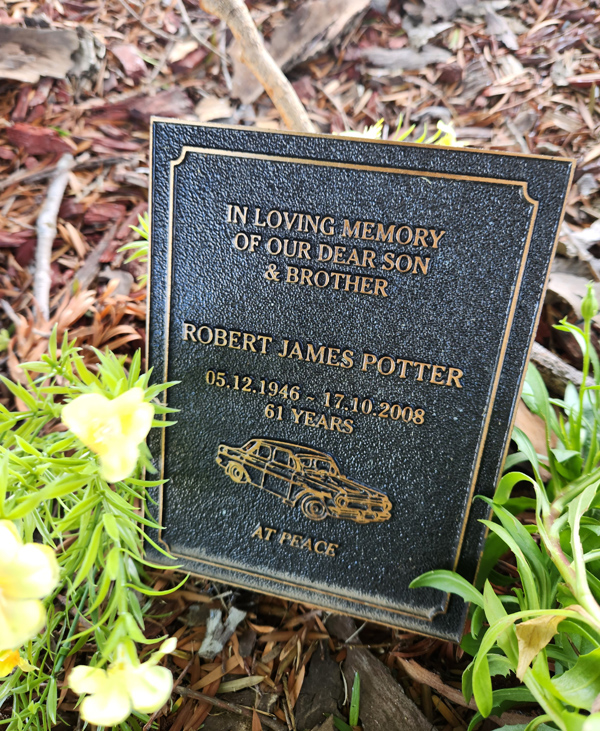 IN LOVING MEMORY
OF OUR DEAR SON
& BROTHER
ROBERT JAMES POTTER
05.12.1946 ~ 17.10.2008
61 YEARS
AT PEACE